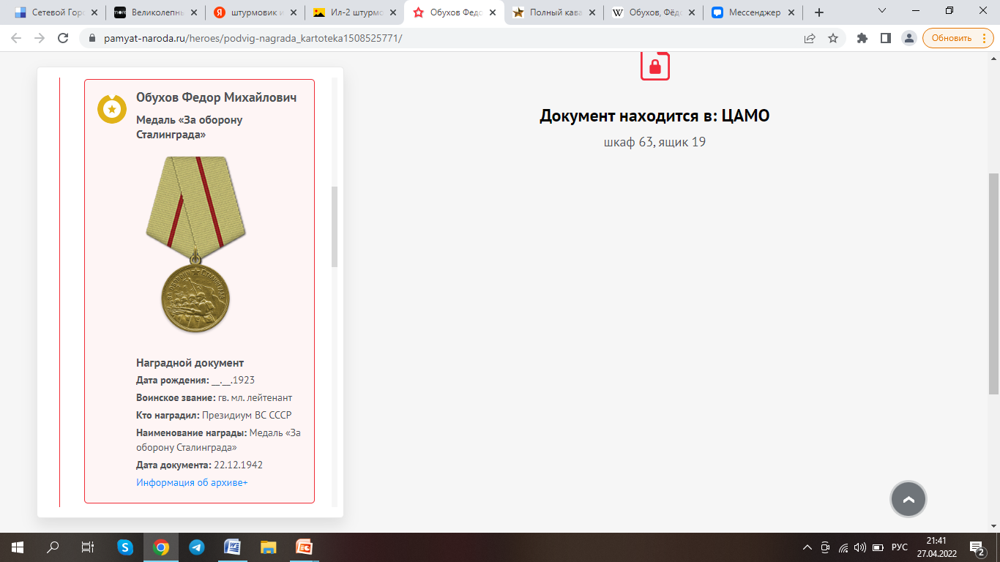 Сетевой Горо
Великолепны
штурмовик и
Ил-2 штурмо
Обухов Федо
Полный кава
Обухов, Фёдо
Мессенджер
pamyat-naroda.ru/heroes/podvig-nagrada_kartoteka1508525771/
Обновить
Обухов Федор Михайлович
Медаль «За оборону
Сталинграда»
Наградной документ
Дата рождения: __.__.1923
Воинское звание: гв. мл. лейтенант
Кто наградил: Президиум ВС СССР
Наименование награды: Медаль «За
оборону Сталинграда»
Дата документа: 22.12.1942
Информация об архиве+
Документ находится в: ЦАМО
шкаф 63, ящик 19
РУС
21:41
27.04.2022
2